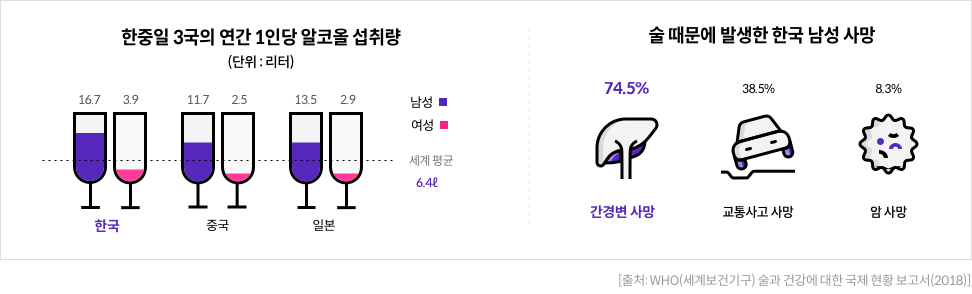 한중일 3국의 연간 1인당 알코올 섭취량
(단위 : 리터)
16.7 3.9 11.7 2.5 13.5 2.9
남성
여성
세계 평균
6.4ℓ
한국 중국 일본
술 때문에 발생한 한국 남성 사망
74.5% 38.5% 8.3%
간경변 사망 교통사고 사망 암 사망
[출처: WHO(세계보건기구) 술과 건강에 대한 국제 현황 보고서(2018)]